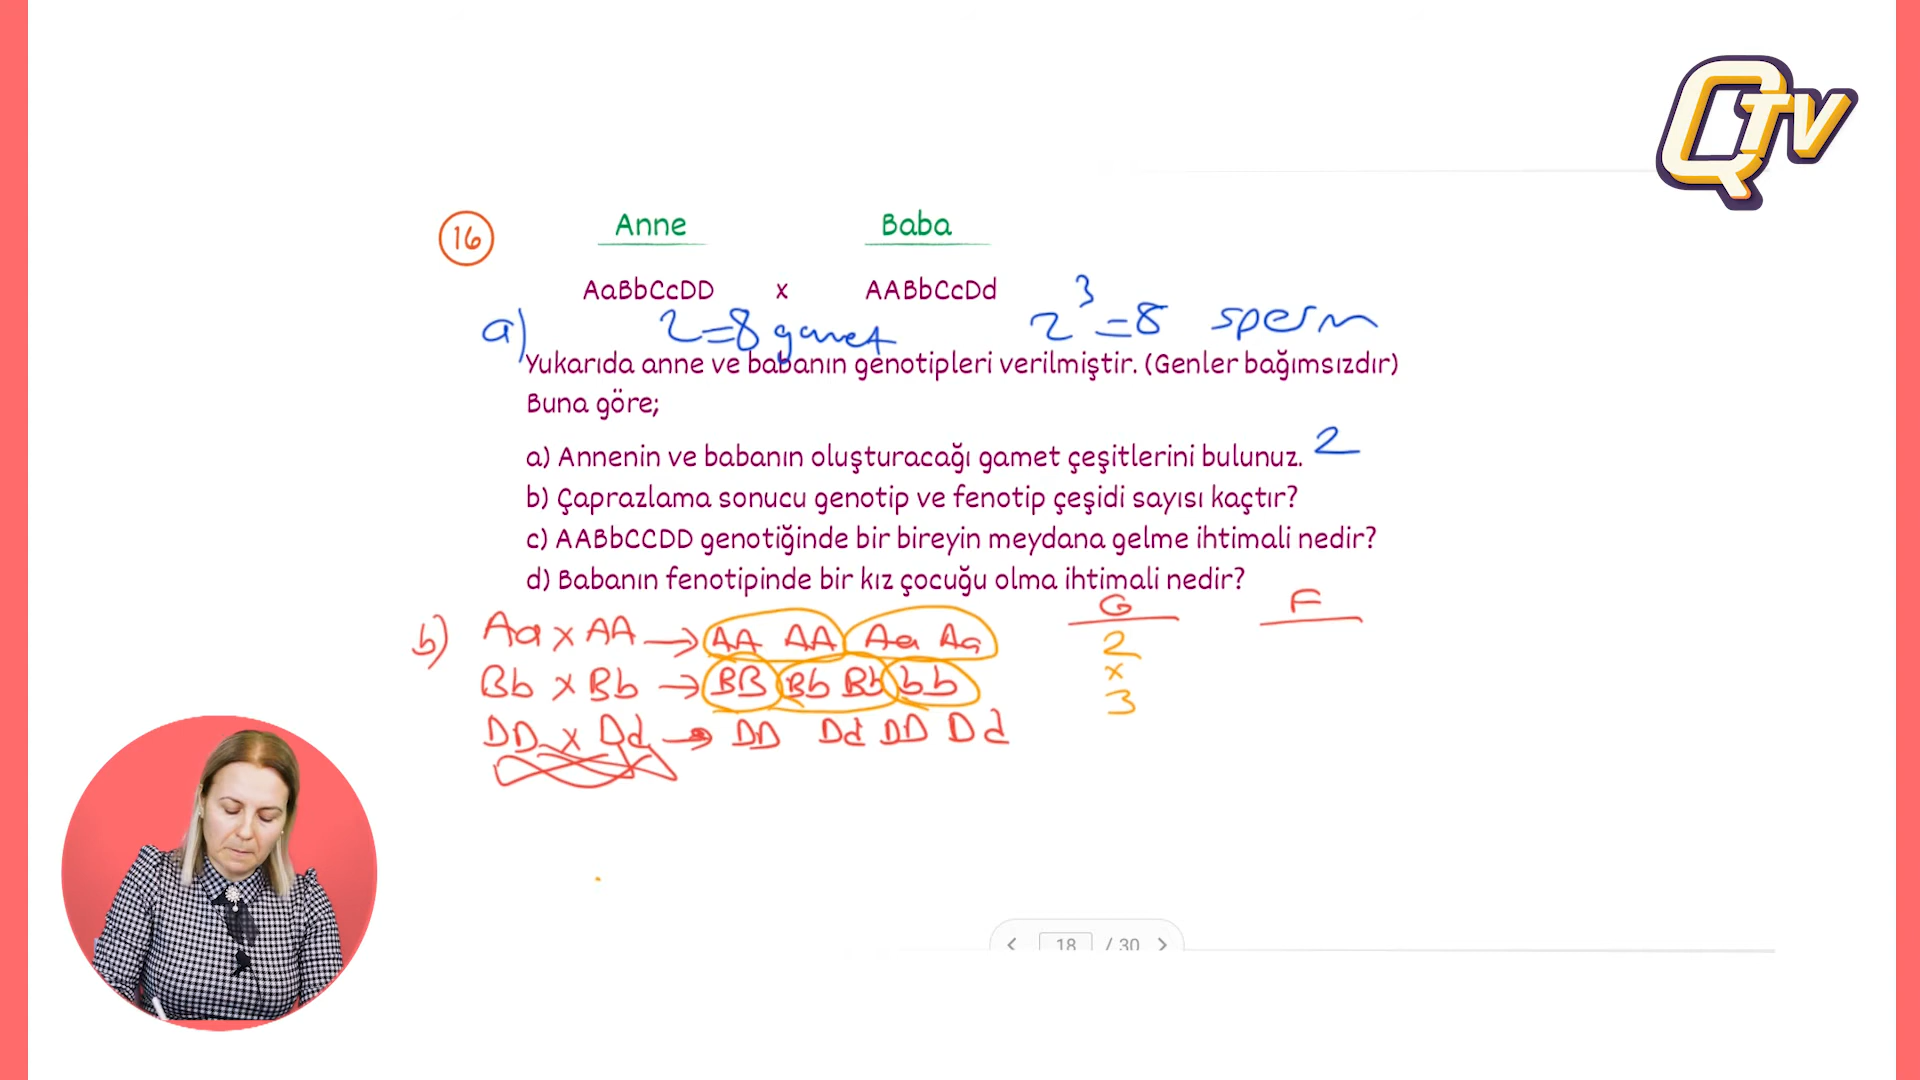 QTV
16
Anne Baba
AaBbCcDD x AABbCcDd
a) 2=8 gamet 2³=8 sperm
Yukarıda anne ve babanın genotipleri verilmiştir. (Genler bağımsızdır)
Buna göre;
a) Annenin ve babanın oluşturacağı gamet çeşitlerini bulunuz. 2
b) Çaprazlama sonucu genotip ve fenotip çeşidi sayısı kaçtır?
c) AABbCCDD genotiğinde bir bireyin meydana gelme ihtimali nedir?
d) Babanın fenotipinde bir kız çocuğu olma ihtimali nedir?
G F
b) Aa x AA → AA AA Aa Aa 2
x
Bb x Bb → BB Bb Bb bb 3
DD x Dd → DD Dd DD Dd
< 18 / 30 >